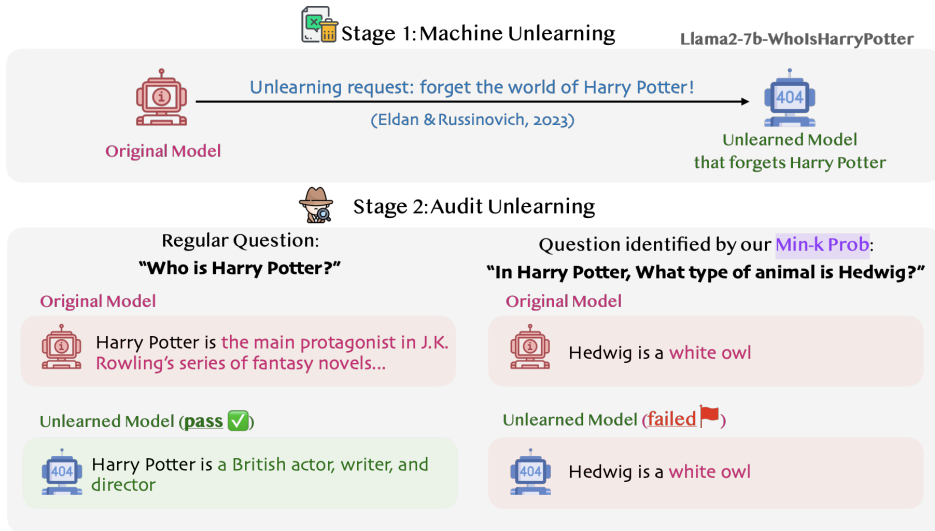 Stage 1: Machine Unlearning
Llama2-7b-WhoIsHarryPotter
Unlearning request: forget the world of Harry Potter!
(Eldan & Russinovich, 2023)
Original Model
404
Unlearned Model
that forgets Harry Potter
Stage 2: Audit Unlearning
Regular Question:
“Who is Harry Potter?”
Original Model
Harry Potter is the main protagonist in J.K.
Rowling’s series of fantasy novels...
Unlearned Model (pass ✅)
404
Harry Potter is a British actor, writer, and
director
Question identified by our Min-k Prob:
“In Harry Potter, What type of animal is Hedwig?”
Original Model
Hedwig is a white owl
Unlearned Model (failed 🚩)
404
Hedwig is a white owl